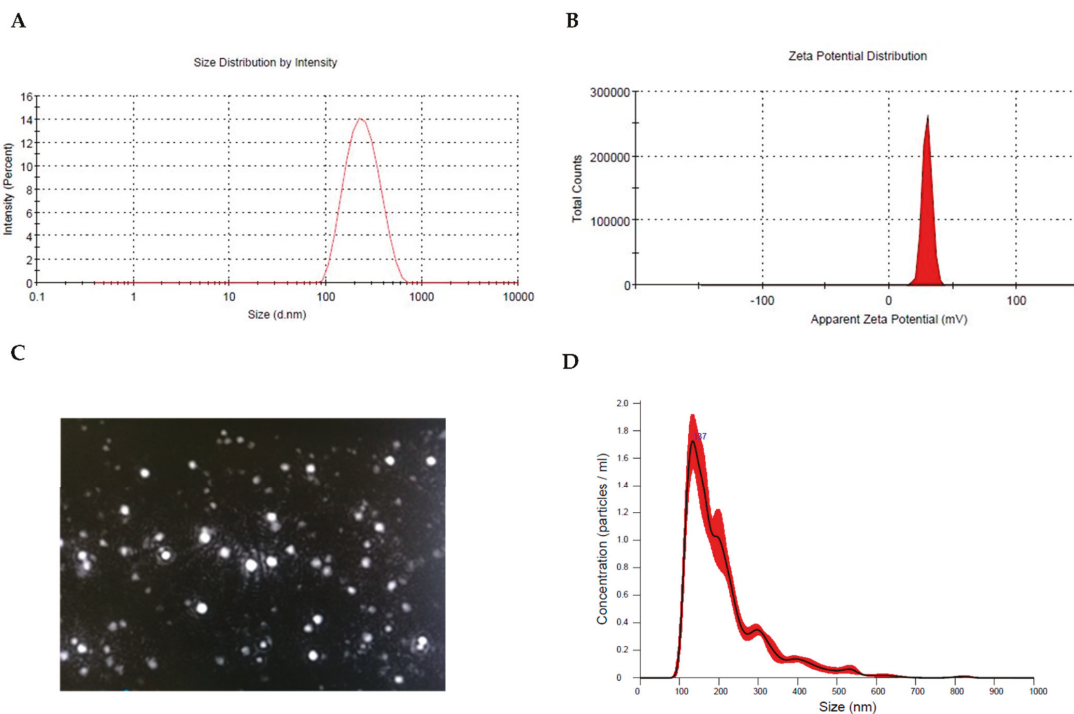 A
Size Distribution by Intensity
Intensity (Percent)
16
14
12
10
8
6
4
2
0
0.1 1 10 100 1000 10000
Size (d.nm)
B
Zeta Potential Distribution
Total Counts
300000
200000
100000
0
-100 0 100
Apparent Zeta Potential (mV)
C
D
Concentration (particles / ml)
2.0
1.8
1.6
1.4
1.2
1.0
0.8
0.6
0.4
0.2
0
0 100 200 300 400 500 600 700 800 900 1000
Size (nm)